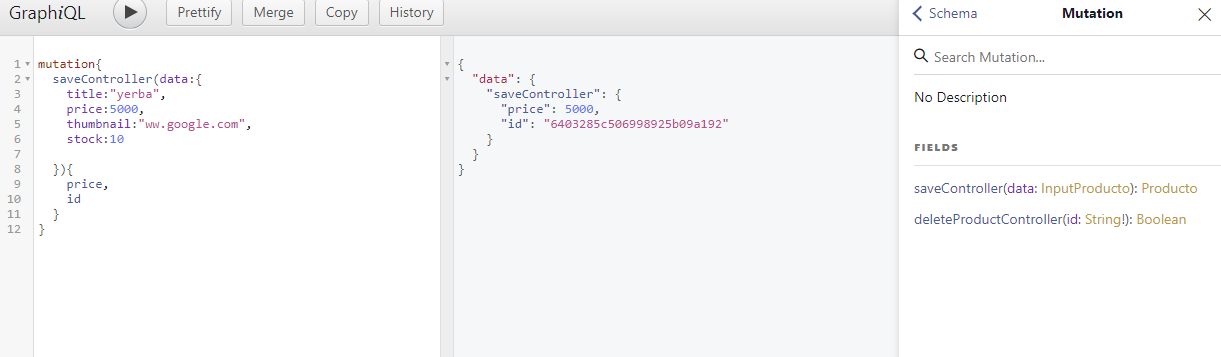 GraphiQL
Prettify
Merge
Copy
History
1 mutation{
2 saveController(data:{
3 title:"yerba",
4 price:5000,
5 thumbnail:"ww.google.com",
6 stock:10
7
8 }){
9 price,
10 id
11 }
12 }
{
"data": {
"saveController": {
"price": 5000,
"id": "6403285c506998925b09a192"
}
}
}
Schema
Mutation
Search Mutation...
No Description
FIELDS
saveController(data: InputProducto): Producto
deleteProductController(id: String!): Boolean